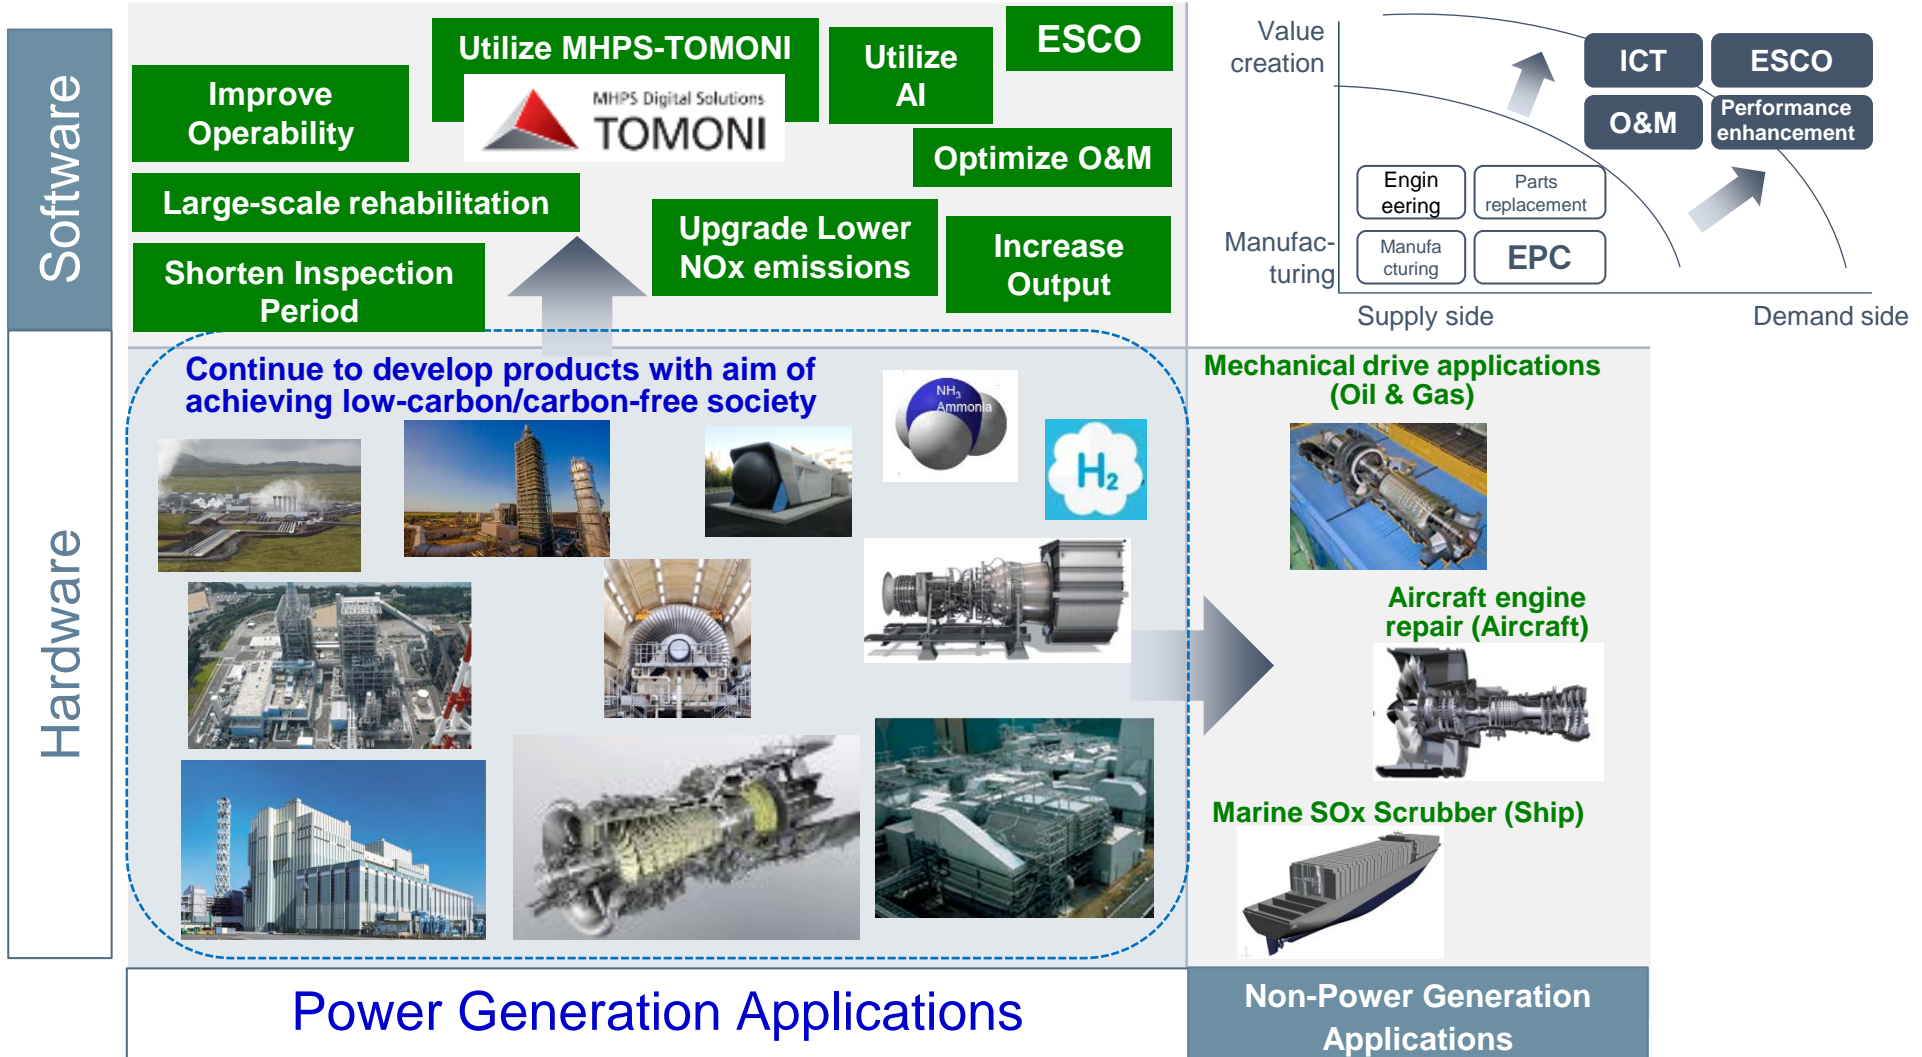 Software
Hardware
Improve
Operability
Utilize MHPS-TOMONI
MHPS Digital Solutions
TOMONI
Utilize
AI
ESCO
Optimize O&M
Large-scale rehabilitation
Upgrade Lower
NOx emissions
Increase
Output
Shorten Inspection
Period
Value
creation
Manufac-
turing
ICT
ESCO
O&M
Performance
enhancement
Engin
eering
Parts
replacement
Manufa
cturing
EPC
Supply side
Demand side
Continue to develop products with aim of
achieving low-carbon/carbon-free society
NH3
Ammonia
H2
Mechanical drive applications
(Oil & Gas)
Aircraft engine
repair (Aircraft)
Marine SOx Scrubber (Ship)
Power Generation Applications
Non-Power Generation
Applications